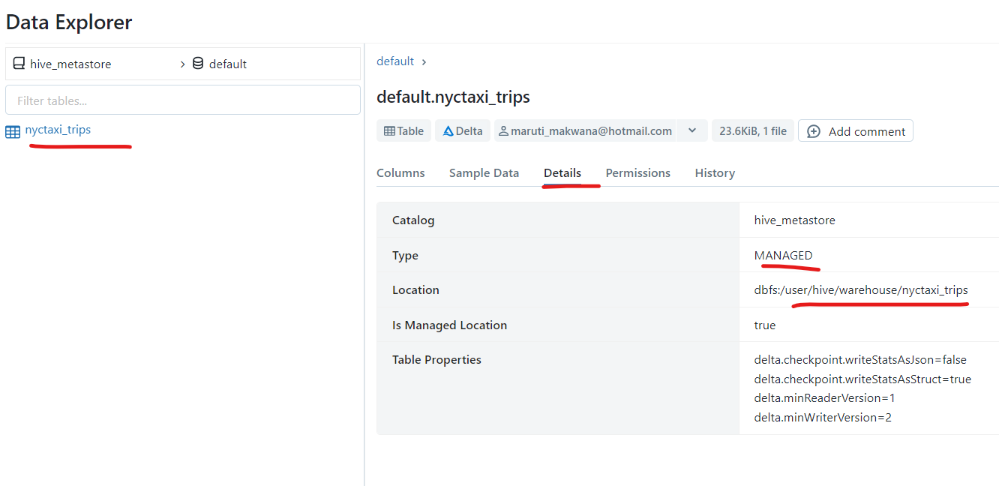 Data Explorer
hive_metastore > default
Filter tables...
nyctaxi_trips
default >
default.nyctaxi_trips
Table Delta maruti_makwana@hotmail.com 23.6KiB, 1 file Add comment
Columns Sample Data Details Permissions History
Catalog hive_metastore
Type MANAGED
Location dbfs:/user/hive/warehouse/nyctaxi_trips
Is Managed Location true
Table Properties delta.checkpoint.writeStatsAsJson=false
delta.checkpoint.writeStatsAsStruct=true
delta.minReaderVersion=1
delta.minWriterVersion=2